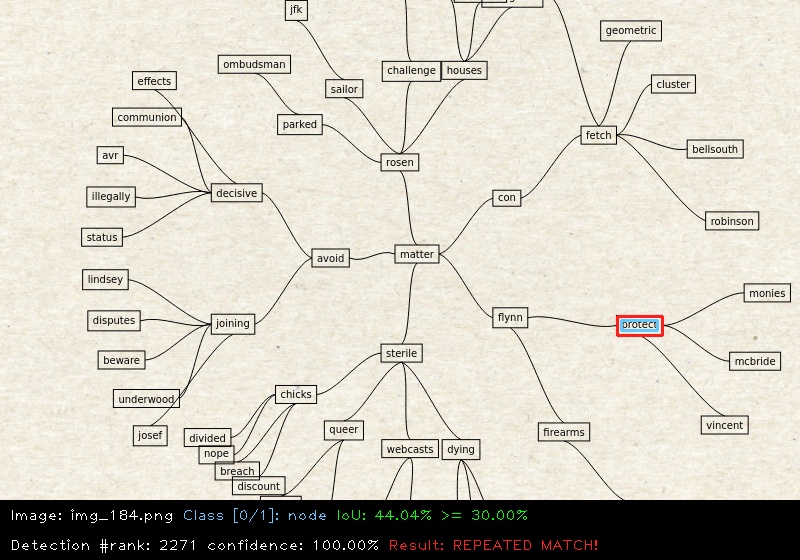 jfk
geometric
ombudsman
challenge
houses
effects
sailor
cluster
communion
parked
fetch
avr
rosen
bellsouth
illegally
decisive
con
robinson
status
avoid
matter
lindsey
monies
disputes
joining
flynn
protect
beware
sterile
mcbride
underwood
chicks
josef
divided
queer
firearms
vincent
nope
webcasts
dying
breach
discount
Image: img_184.png Class [0/1]: node IoU: 44.04% >= 30.00%
Detection #rank: 2271 confidence: 100.00% Result: REPEATED MATCH!